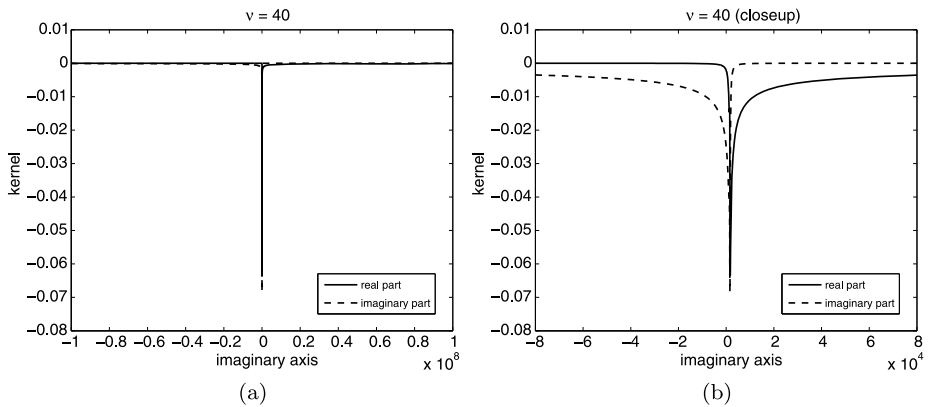 ν = 40
0.01
0
−0.01
−0.02
−0.03
−0.04
−0.05
−0.06
−0.07
−0.08
kernel
real part
imaginary part
−1 −0.8 −0.6 −0.4 −0.2 0 0.2 0.4 0.6 0.8 1
imaginary axis
x 10^8
(a)
ν = 40 (closeup)
0.01
0
−0.01
−0.02
−0.03
−0.04
−0.05
−0.06
−0.07
−0.08
kernel
real part
imaginary part
−8 −6 −4 −2 0 2 4 6 8
imaginary axis
x 10^4
(b)